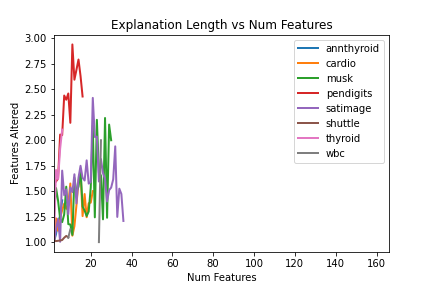 Explanation Length vs Num Features
3.00
2.75
2.50
2.25
2.00
1.75
1.50
1.25
1.00
Features Altered
annthyroid
cardio
musk
pendigits
satimage
shuttle
thyroid
wbc
20 40 60 80 100 120 140 160
Num Features